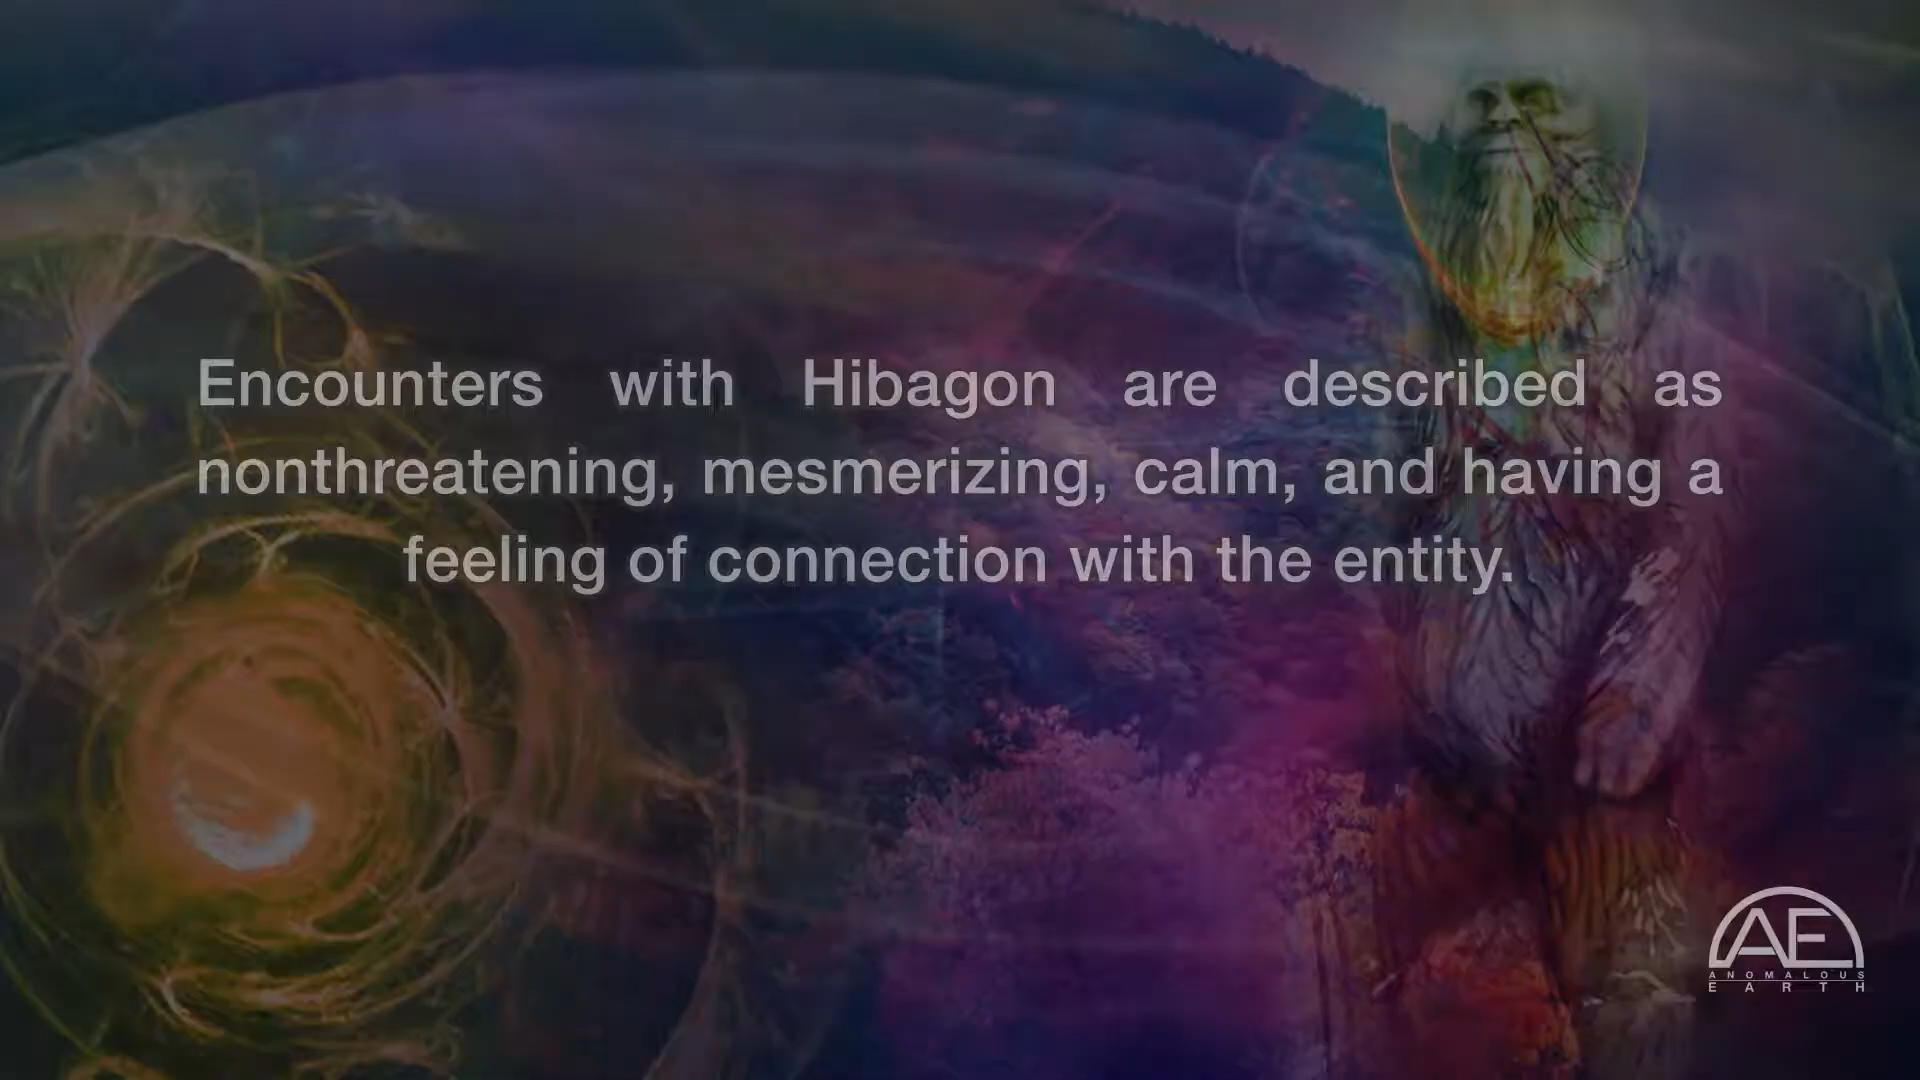 Encounters with Hibagon are described as
nonthreatening, mesmerizing, calm, and having a
feeling of connection with the entity.
AE
ANOMALOUS
EARTH